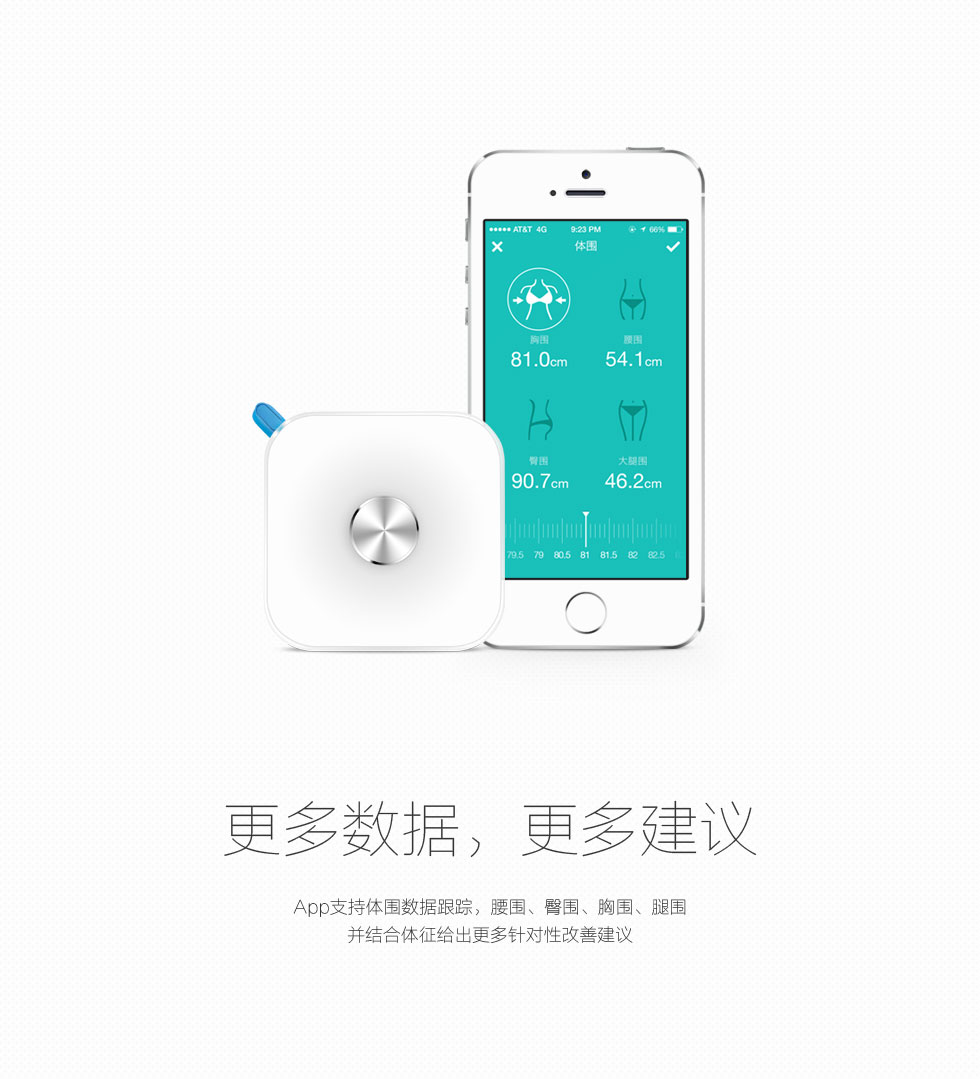 AT&T 4G 9:23 PM 66%
体围
胸围 腰围
81.0cm 54.1cm
臀围 大腿围
90.7cm 46.2cm
79.5 79 80.5 81 81.5 82 82.5
更多数据，更多建议
App支持体围数据跟踪，腰围、臀围、胸围、腿围
并结合体征给出更多针对性改善建议